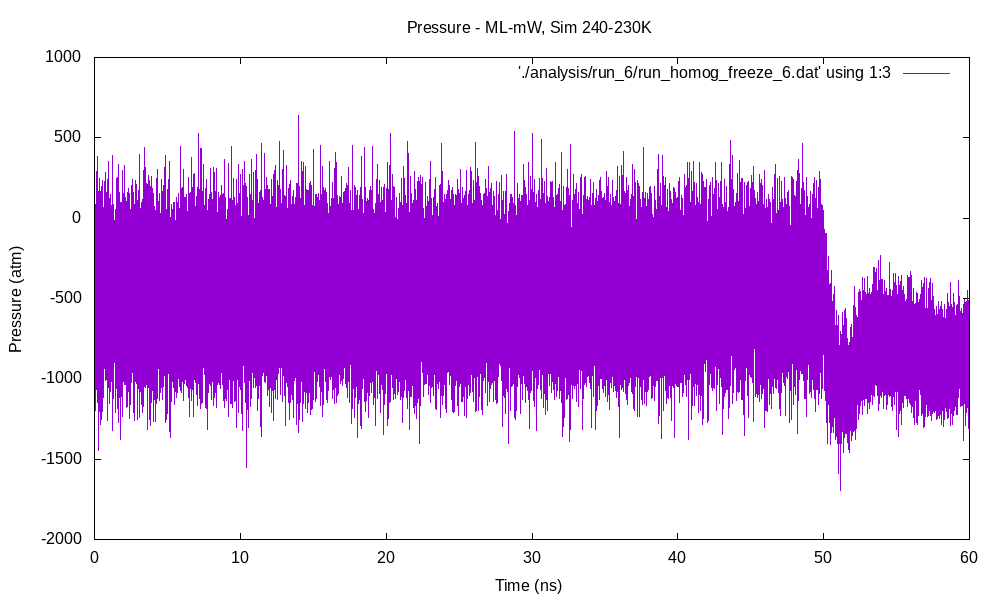 Pressure - ML-mW, Sim 240-230K
'./analysis/run_6/run_homog_freeze_6.dat' using 1:3
1000
500
0
-500
-1000
-1500
-2000
Pressure (atm)
0 10 20 30 40 50 60
Time (ns)